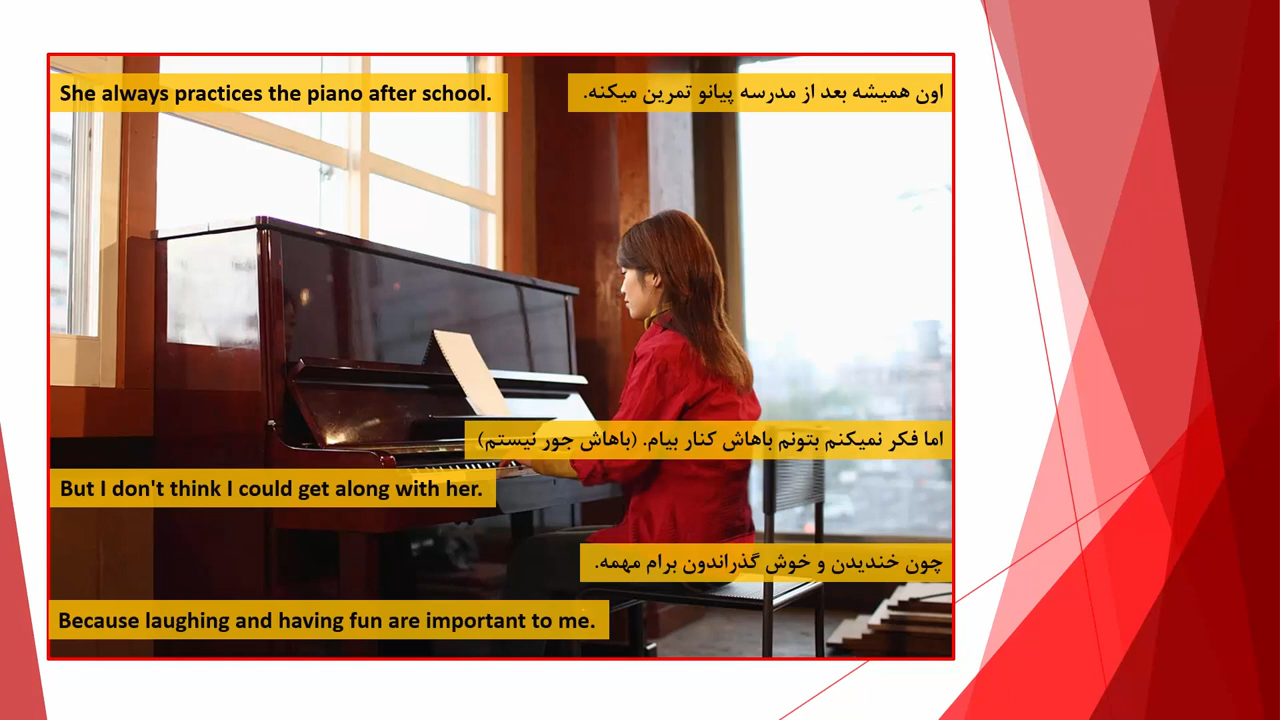 She always practices the piano after school.
اون همیشه بعد از مدرسه پیانو تمرین میکنه.
اما فکر نمیکنم بتونم باهاش کنار بیام. (باهاش جور نیستم)
But I don't think I could get along with her.
چون خندیدن و خوش گذراندون برام مهمه.
Because laughing and having fun are important to me.